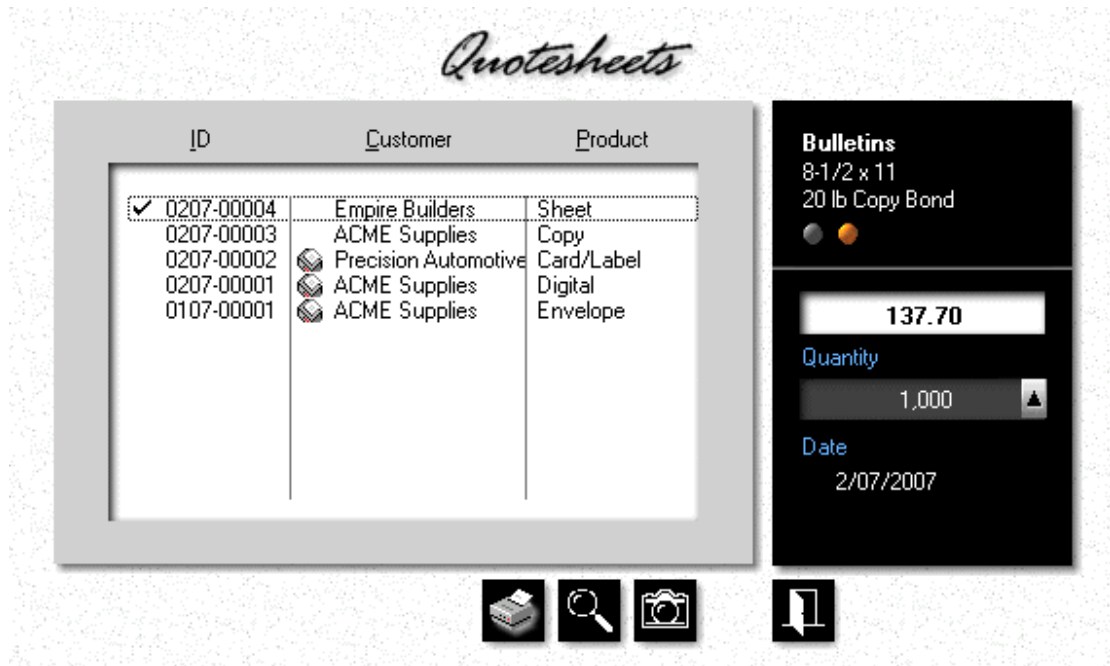 Quotesheets
ID Customer Product
0207-00004 Empire Builders Sheet
0207-00003 ACME Supplies Copy
0207-00002 Precision Automotive Card/Label
0207-00001 ACME Supplies Digital
0107-00001 ACME Supplies Envelope
Bulletins
8-1/2 x 11
20 lb Copy Bond
137.70
Quantity
1,000
Date
2/07/2007